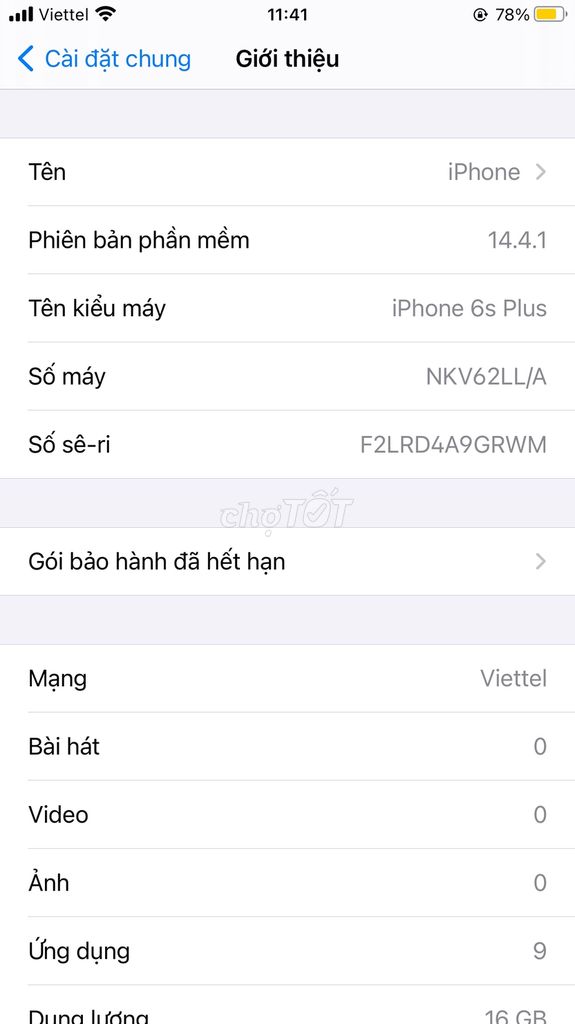 Viettel 11:41 78%
Cài đặt chung Giới thiệu
Tên iPhone
Phiên bản phần mềm 14.4.1
Tên kiểu máy iPhone 6s Plus
Số máy NKV62LL/A
Số sê-ri F2LRD4A9GRWM
chợTỐT
Gói bảo hành đã hết hạn
Mạng Viettel
Bài hát 0
Video 0
Ảnh 0
Ứng dụng 9
Dung lượng 16 GB